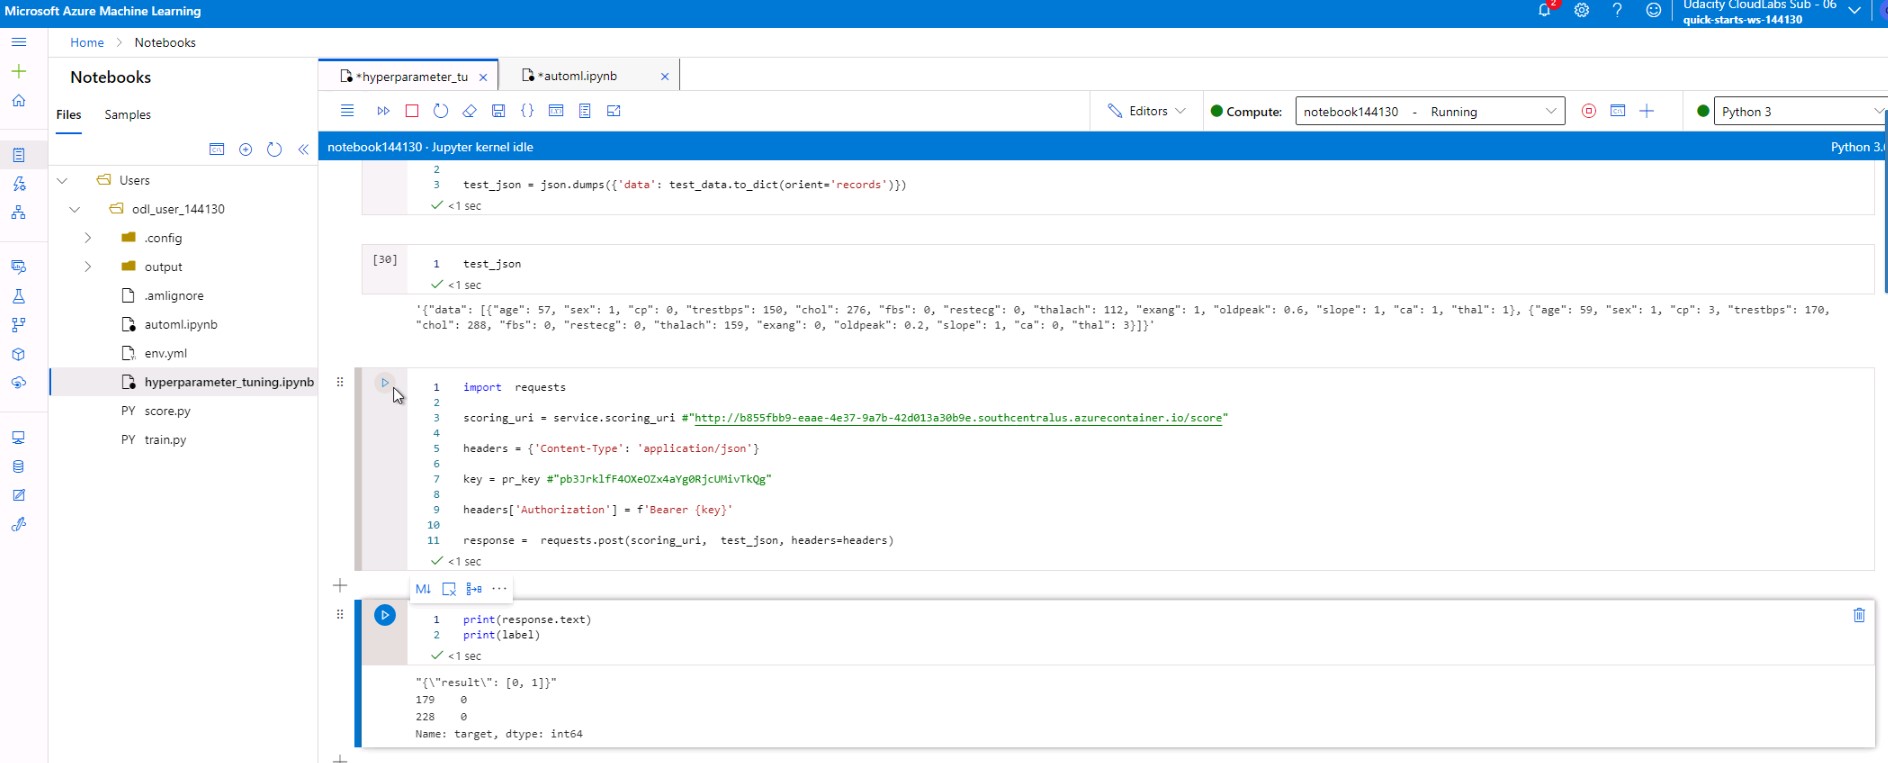 Microsoft Azure Machine Learning
2
Udacity CloudLabs Sub - 06
quick-starts-ws-144130
Home > Notebooks
Notebooks
Files Samples
Users
odl_user_144130
.config
output
.amlignore
automl.ipynb
env.yml
hyperparameter_tuning.ipynb
PY score.py
PY train.py
*hyperparameter_tu
*automl.ipynb
Editors
Compute: notebook144130 - Running
Python 3
notebook144130 · Jupyter kernel idle
Python 3.
2
3 test_json = json.dumps({'data': test_data.to_dict(orient='records')})
<1 sec
[30]
1 test_json
<1 sec
'{"data": [{"age": 57, "sex": 1, "cp": 0, "trestbps": 150, "chol": 276, "fbs": 0, "restecg": 0, "thalach": 112, "exang": 1, "oldpeak": 0.6, "slope": 1, "ca": 1, "thal": 1}, {"age": 59, "sex": 1, "cp": 3, "trestbps": 170,
"chol": 288, "fbs": 0, "restecg": 0, "thalach": 159, "exang": 0, "oldpeak": 0.2, "slope": 1, "ca": 0, "thal": 3}]}'
1 import requests
2
3 scoring_uri = service.scoring_uri #"http://b855fbb9-eaae-4e37-9a7b-42d013a30b9e.southcentralus.azurecontainer.io/score"
4
5 headers = {'Content-Type': 'application/json'}
6
7 key = pr_key #"pb3JrklfF4OXeOZx4aYg0RjcUMivTkQg"
8
9 headers['Authorization'] = f'Bearer {key}'
10
11 response = requests.post(scoring_uri, test_json, headers=headers)
<1 sec
M↓
1 print(response.text)
2 print(label)
<1 sec
"{\"result\": [0, 1]}"
179 0
228 0
Name: target, dtype: int64